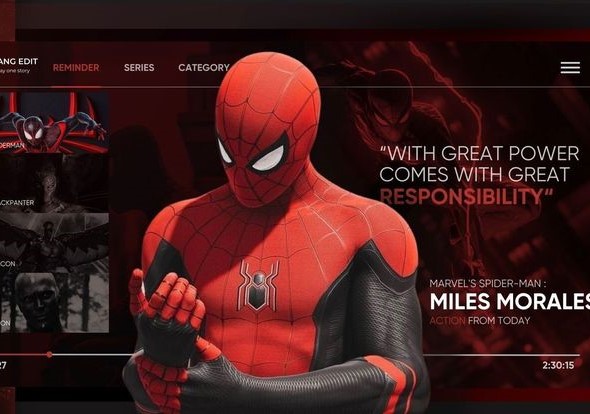 ANG EDIT
ay one story
REMINDER
SERIES
CATEGORY
DERMAN
ACKPANTER
CON
ON
“WITH GREAT POWER
COMES WITH GREAT
RESPONSIBILITY“
MARVEL'S SPIDER-MAN :
MILES MORALES
ACTION FROM TODAY
27
2:30:15